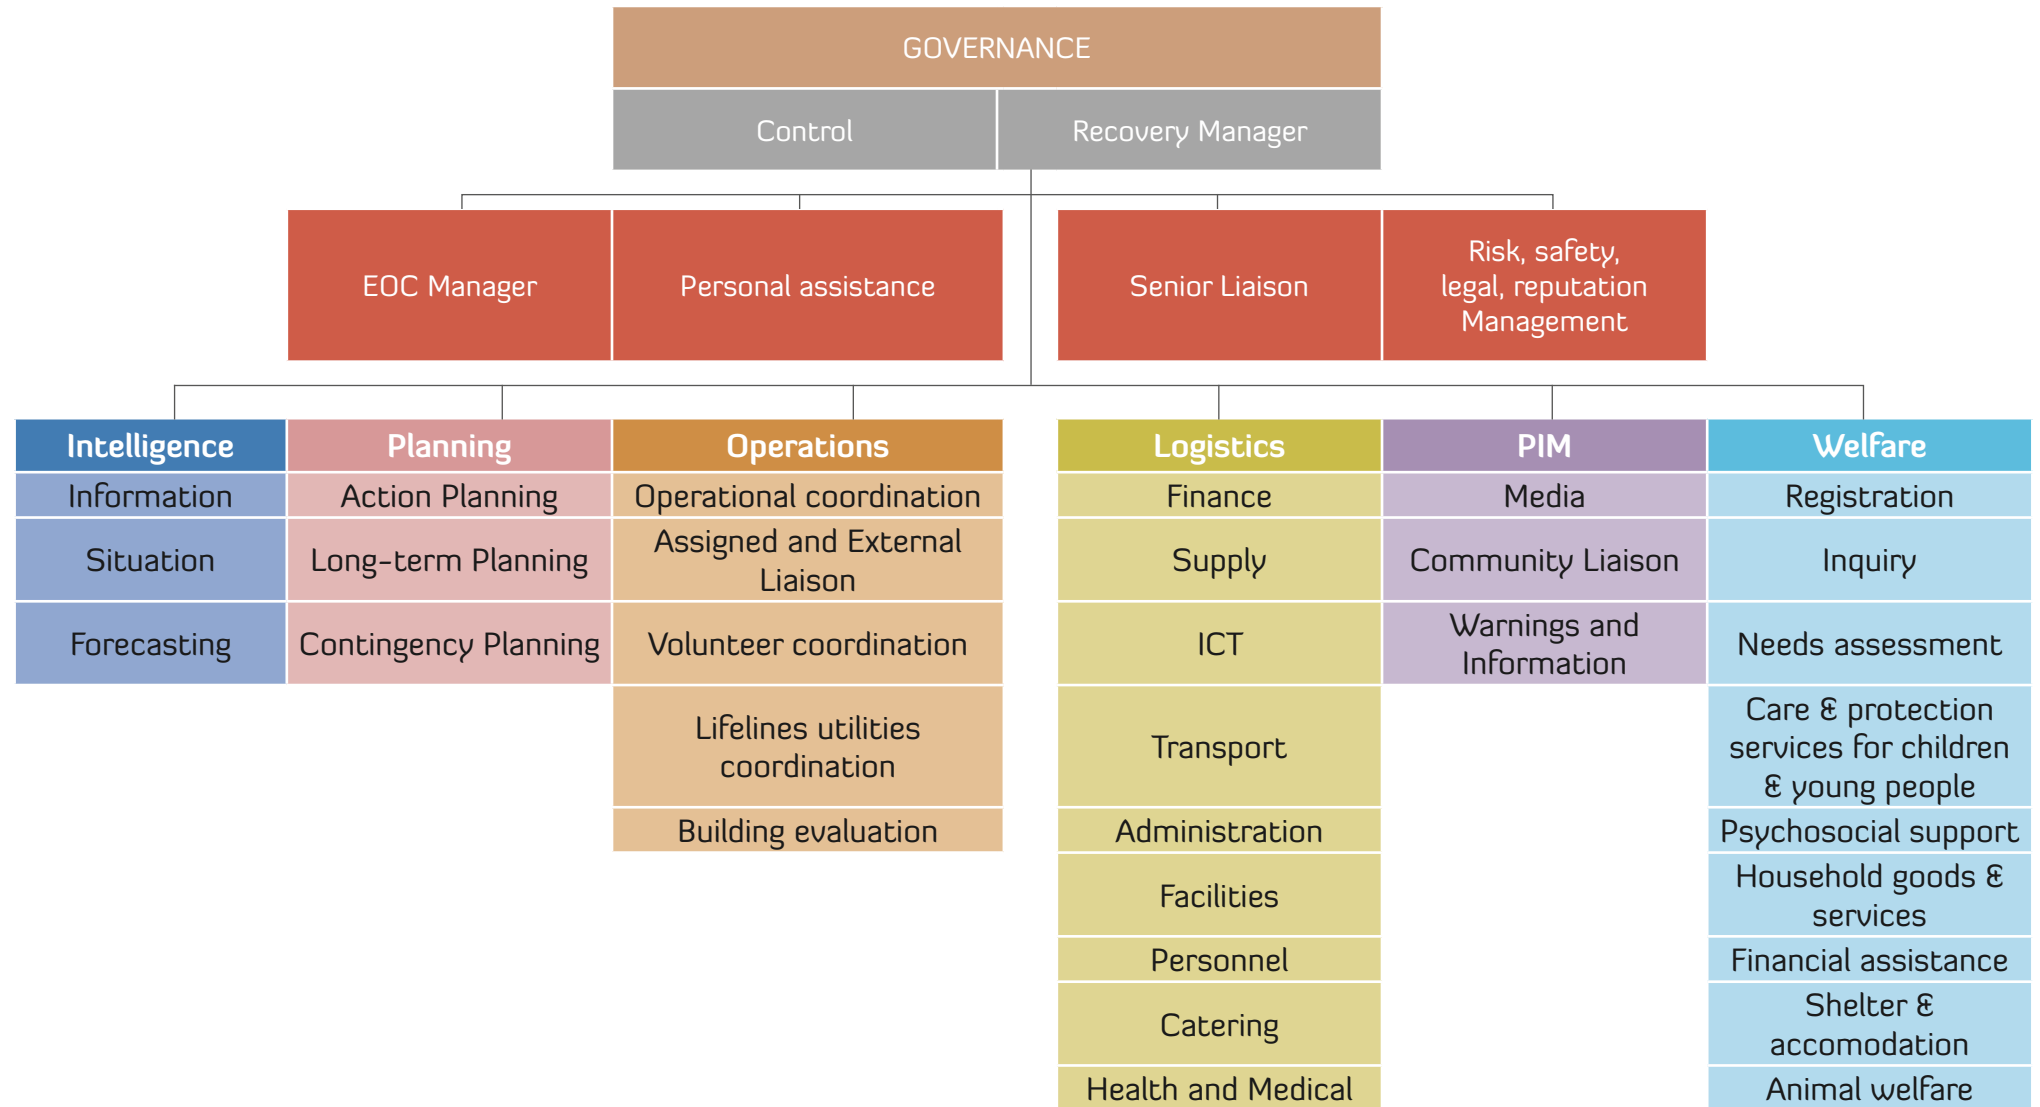 GOVERNANCE
Control
Recovery Manager
EOC Manager
Personal assistance
Senior Liaison
Risk, safety,
legal, reputation
Management
Intelligence
Information
Situation
Forecasting
Planning
Action Planning
Long-term Planning
Contingency Planning
Operations
Operational coordination
Assigned and External
Liaison
Volunteer coordination
Lifelines utilities
coordination
Building evaluation
Logistics
Finance
Supply
ICT
Transport
Administration
Facilities
Personnel
Catering
Health and Medical
PIM
Media
Community Liaison
Warnings and
Information
Welfare
Registration
Inquiry
Needs assessment
Care & protection
services for children
& young people
Psychosocial support
Household goods &
services
Financial assistance
Shelter &
accomodation
Animal welfare